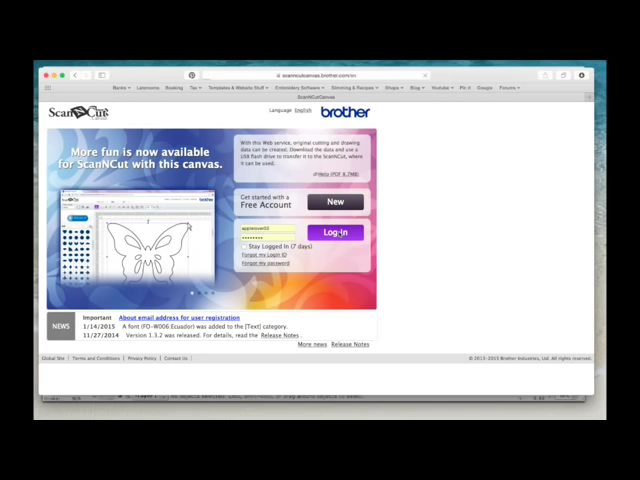 scanncutcanvas.brother.com/en
Banks Latenorms Booking Tax Templates & Website Stuff Embroidery Software Slimming & Recipes Shops Blog Youtube Pin it Google Forums
ScanNCutCanvas
ScanNCut
Canvas
Language English
brother
More fun is now available
for ScanNCut with this canvas.
With this Web service, original cutting and drawing
data can be created. Download the data and use a
USB flash drive to transfer it to the ScanNCut, where
it can be used.
Help (PDF 8.7MB)
Get started with a
Free Account
New
applelover03
Log in
Stay Logged In (7 days)
Forgot my Login ID
Forgot my password
NEWS
Important About email address for user registration
1/14/2015 A font (FO-W006.Ecuador) was added to the [Text] category.
11/27/2014 Version 1.3.2 was released. For details, read the Release Notes.
More news Release Notes
Global Site | Terms and Conditions | Privacy Policy | Contact Us
© 2013-2015 Brother Industries, Ltd. All rights reserved.